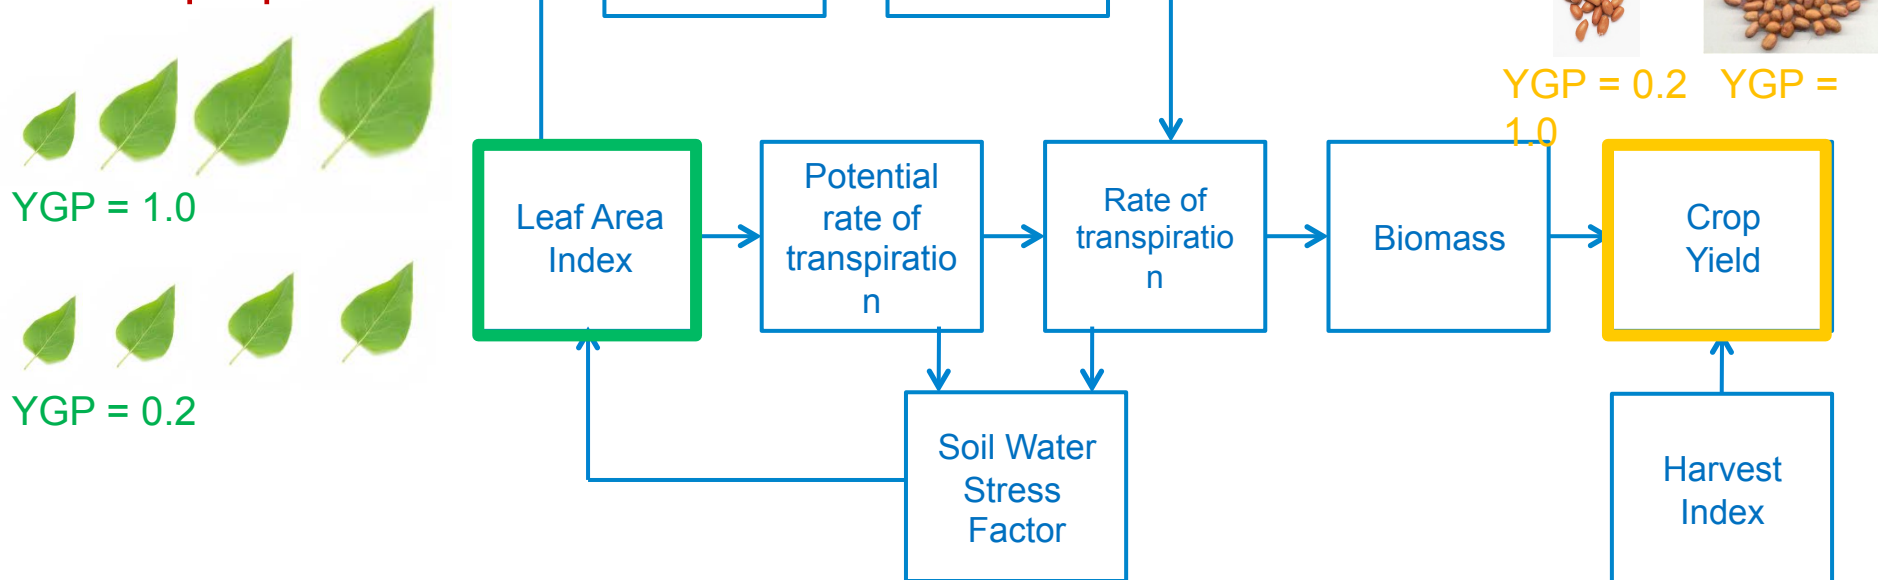 YGP = 0.2 YGP =
1.0
YGP = 1.0
Leaf Area
Index
Potential
rate of
transpiratio
n
Rate of
transpiratio
n
Biomass
Crop
Yield
YGP = 0.2
Soil Water
Stress
Factor
Harvest
Index